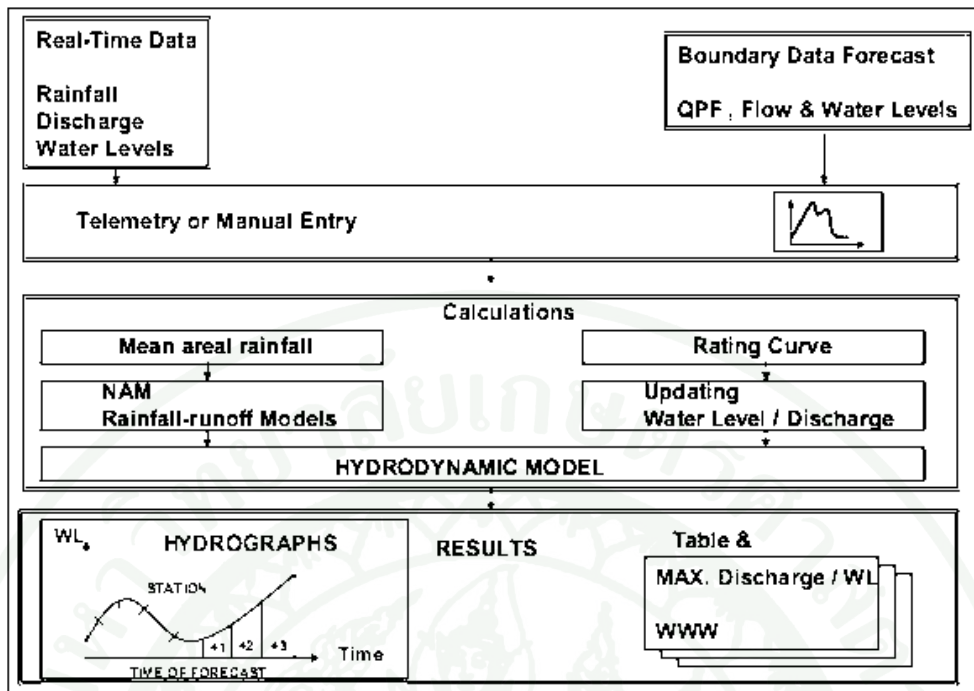 Real-Time Data
Rainfall
Discharge
Water Levels
Boundary Data Forecast
QPF , Flow & Water Levels
Telemetry or Manual Entry
Calculations
Mean areal rainfall
Rating Curve
NAM
Rainfall-runoff Models
Updating
Water Level / Discharge
HYDRODYNAMIC MODEL
WL
HYDROGRAPHS
STATION
+1 +2 +3
Time
TIME OF FORECAST
RESULTS
Table &
MAX. Discharge / WL
WWW